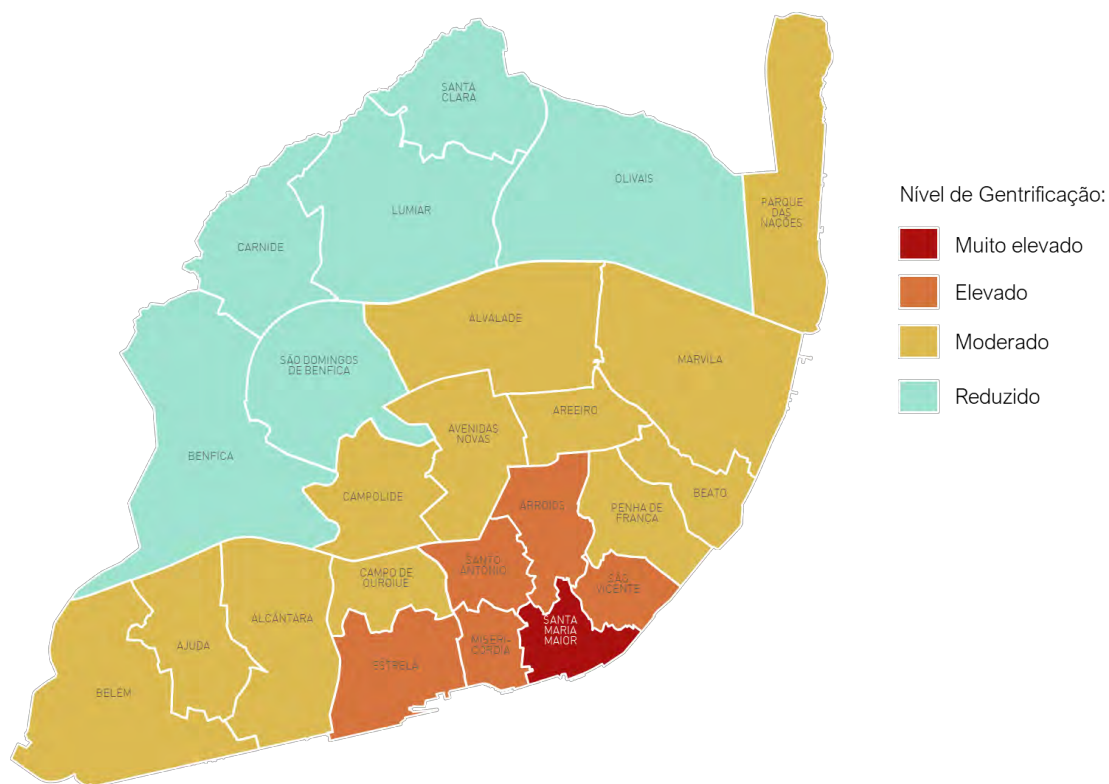 SANTA
CLARA
OLIVAIS
LUMIAR
PARQUE
DAS
NAÇÕES
CARNIDE
ALVALADE
MARVILA
SÃO DOMINGOS
DE BENFICA
AREEIRO
AVENIDAS
NOVAS
BENFICA
CAMPOLIDE
BEATO
ARROIOS
PENHA DE
FRANÇA
SANTO
ANTÓNIO
CAMPO DE
OURIQUE
SÃO
VICENTE
ALCÂNTARA
SANTA
MARIA
MAIOR
MISERI-
CÓRDIA
AJUDA
ESTRELA
BELÉM
Nível de Gentrificação:
Muito elevado
Elevado
Moderado
Reduzido